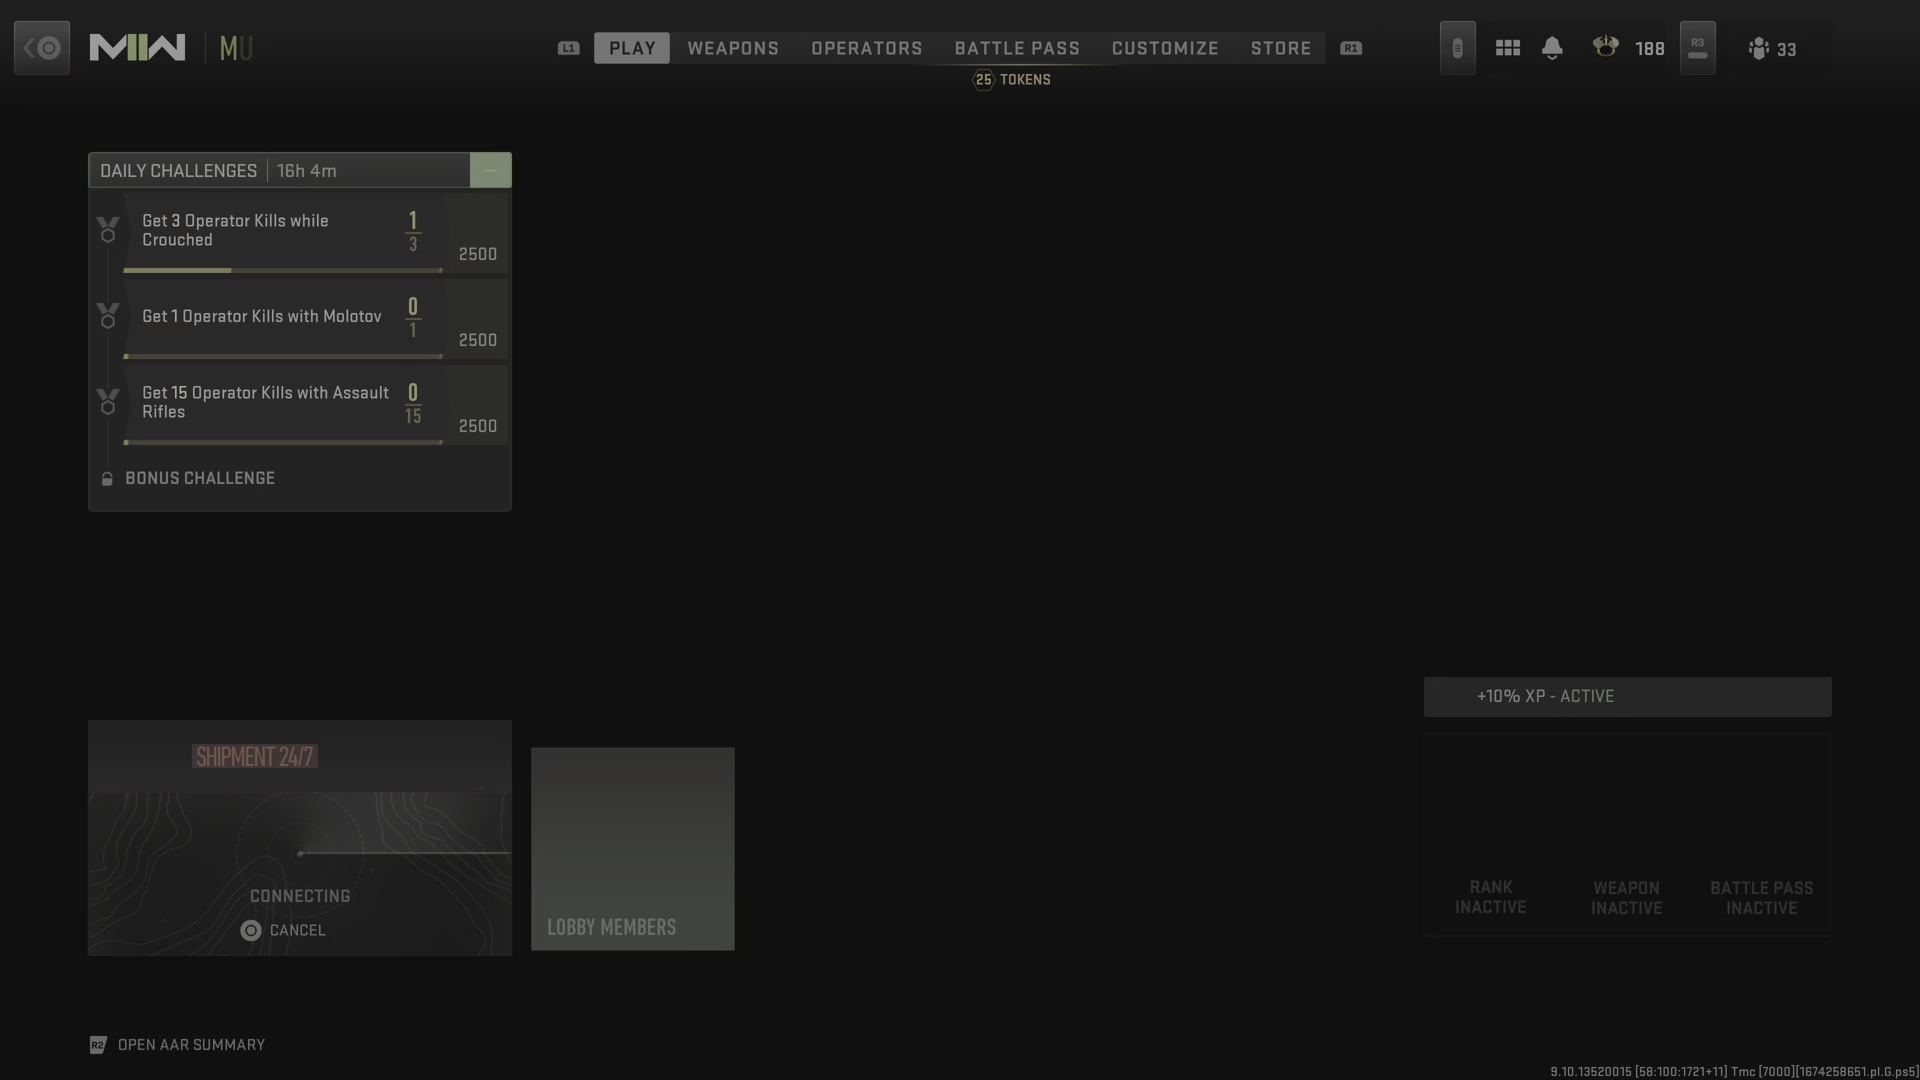 MIIW | MU
L1 PLAY WEAPONS OPERATORS BATTLE PASS CUSTOMIZE STORE R1
188 R3 33
25 TOKENS
DAILY CHALLENGES | 16h 4m
Get 3 Operator Kills while
Crouched
1
3
2500
Get 1 Operator Kills with Molotov
0
1
2500
Get 15 Operator Kills with Assault
Rifles
0
15
2500
BONUS CHALLENGE
+10% XP - ACTIVE
SHIPMENT 24/7
CONNECTING
CANCEL
LOBBY MEMBERS
RANK
INACTIVE
WEAPON
INACTIVE
BATTLE PASS
INACTIVE
R2 OPEN AAR SUMMARY
9.10.13520015 [58:100:1721+11] Tmc [7000][1674258651.pl.G.ps5]